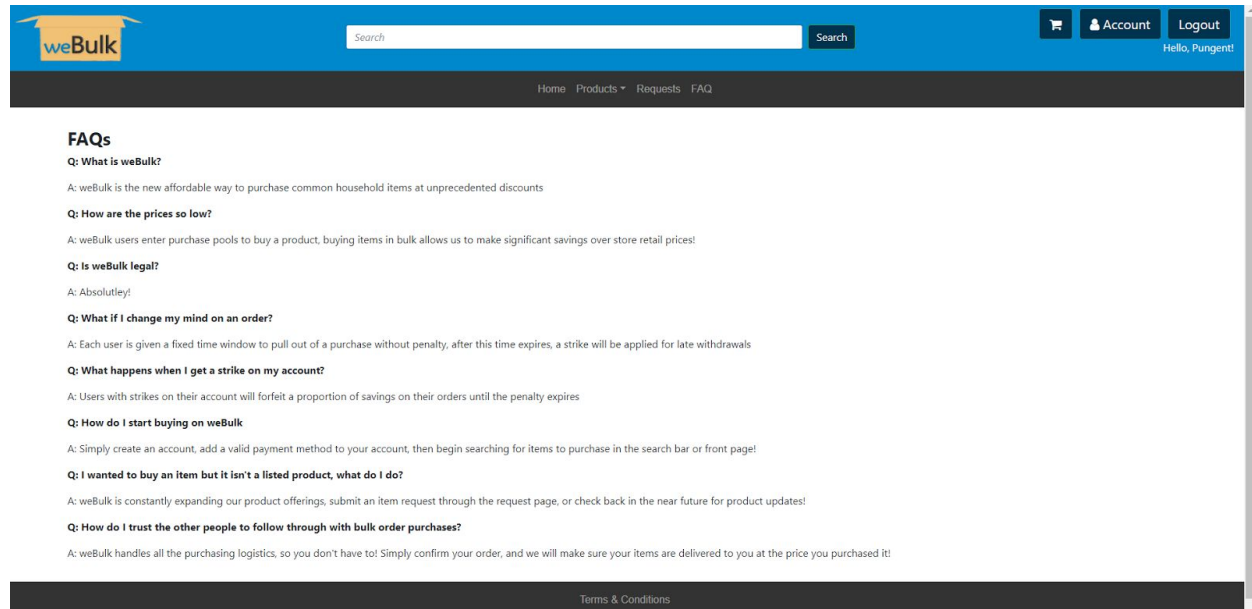 weBulk
Search
Search
Account
Logout
Hello, Pungent!
Home Products Requests FAQ
FAQs
Q: What is weBulk?
A: weBulk is the new affordable way to purchase common household items at unprecedented discounts
Q: How are the prices so low?
A: weBulk users enter purchase pools to buy a product, buying items in bulk allows us to make significant savings over store retail prices!
Q: Is weBulk legal?
A: Absolutley!
Q: What if I change my mind on an order?
A: Each user is given a fixed time window to pull out of a purchase without penalty, after this time expires, a strike will be applied for late withdrawals
Q: What happens when I get a strike on my account?
A: Users with strikes on their account will forfeit a proportion of savings on their orders until the penalty expires
Q: How do I start buying on weBulk
A: Simply create an account, add a valid payment method to your account, then begin searching for items to purchase in the search bar or front page!
Q: I wanted to buy an item but it isn't a listed product, what do I do?
A: weBulk is constantly expanding our product offerings, submit an item request through the request page, or check back in the near future for product updates!
Q: How do I trust the other people to follow through with bulk order purchases?
A: weBulk handles all the purchasing logistics, so you don't have to! Simply confirm your order, and we will make sure your items are delivered to you at the price you purchased it!
Terms & Conditions